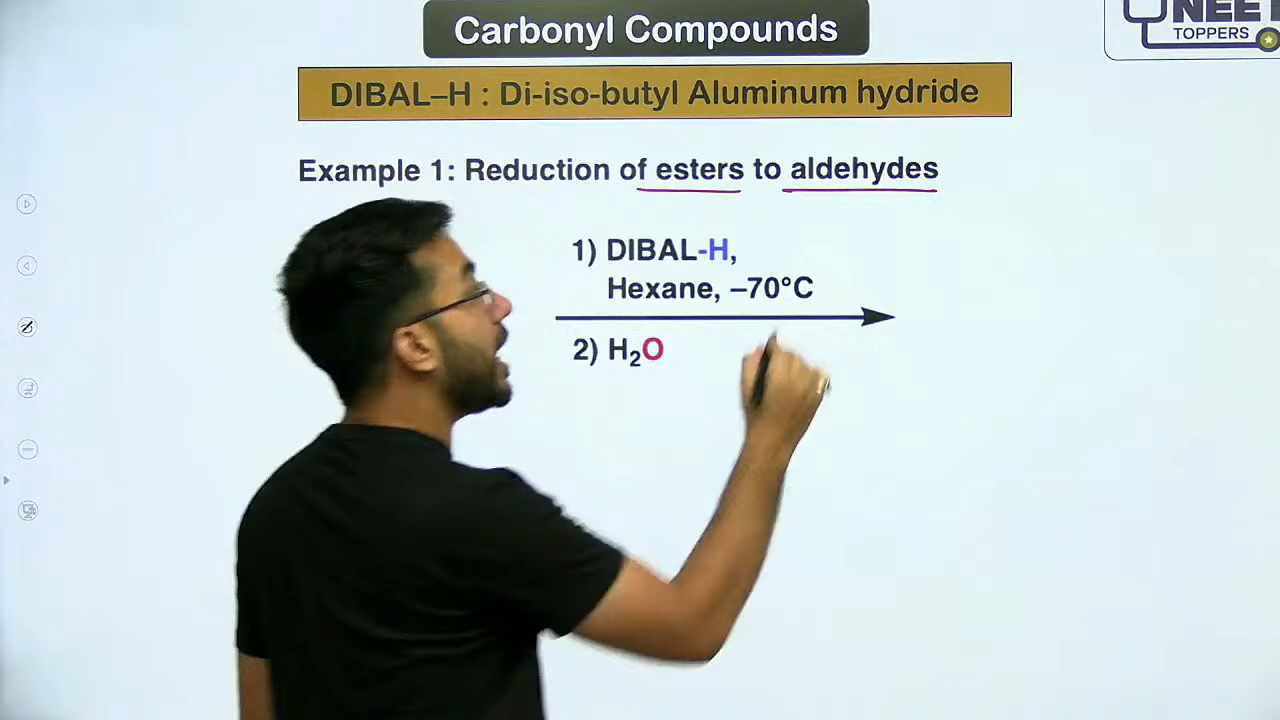 Carbonyl Compounds
TOPPERS
DIBAL–H : Di-iso-butyl Aluminum hydride
Example 1: Reduction of esters to aldehydes
1) DIBAL-H,
Hexane, –70°C
2) H₂O